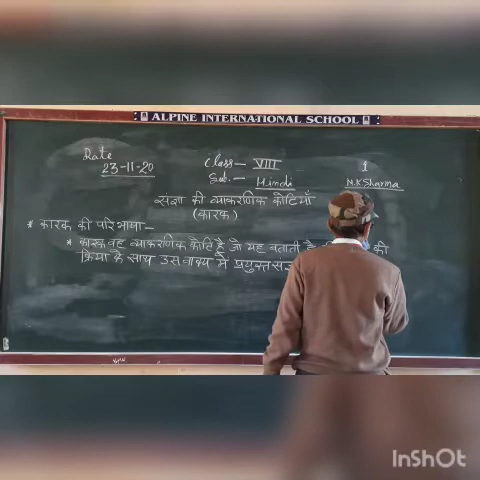 ALPINE INTERNATIONAL SCHOOL
Date
23-11-20
Class— VIII
Sub.— Hindi
1
N.K Sharma
संज्ञा की व्याकरणिक कोटियाँ
(कारक)
* कारक की परिभाषा—
* कारक वह व्याकरणिक कोटि है जो यह बताती है की
क्रिया के साथ उस वाक्य में प्रयुक्त संज्ञा
InShOt